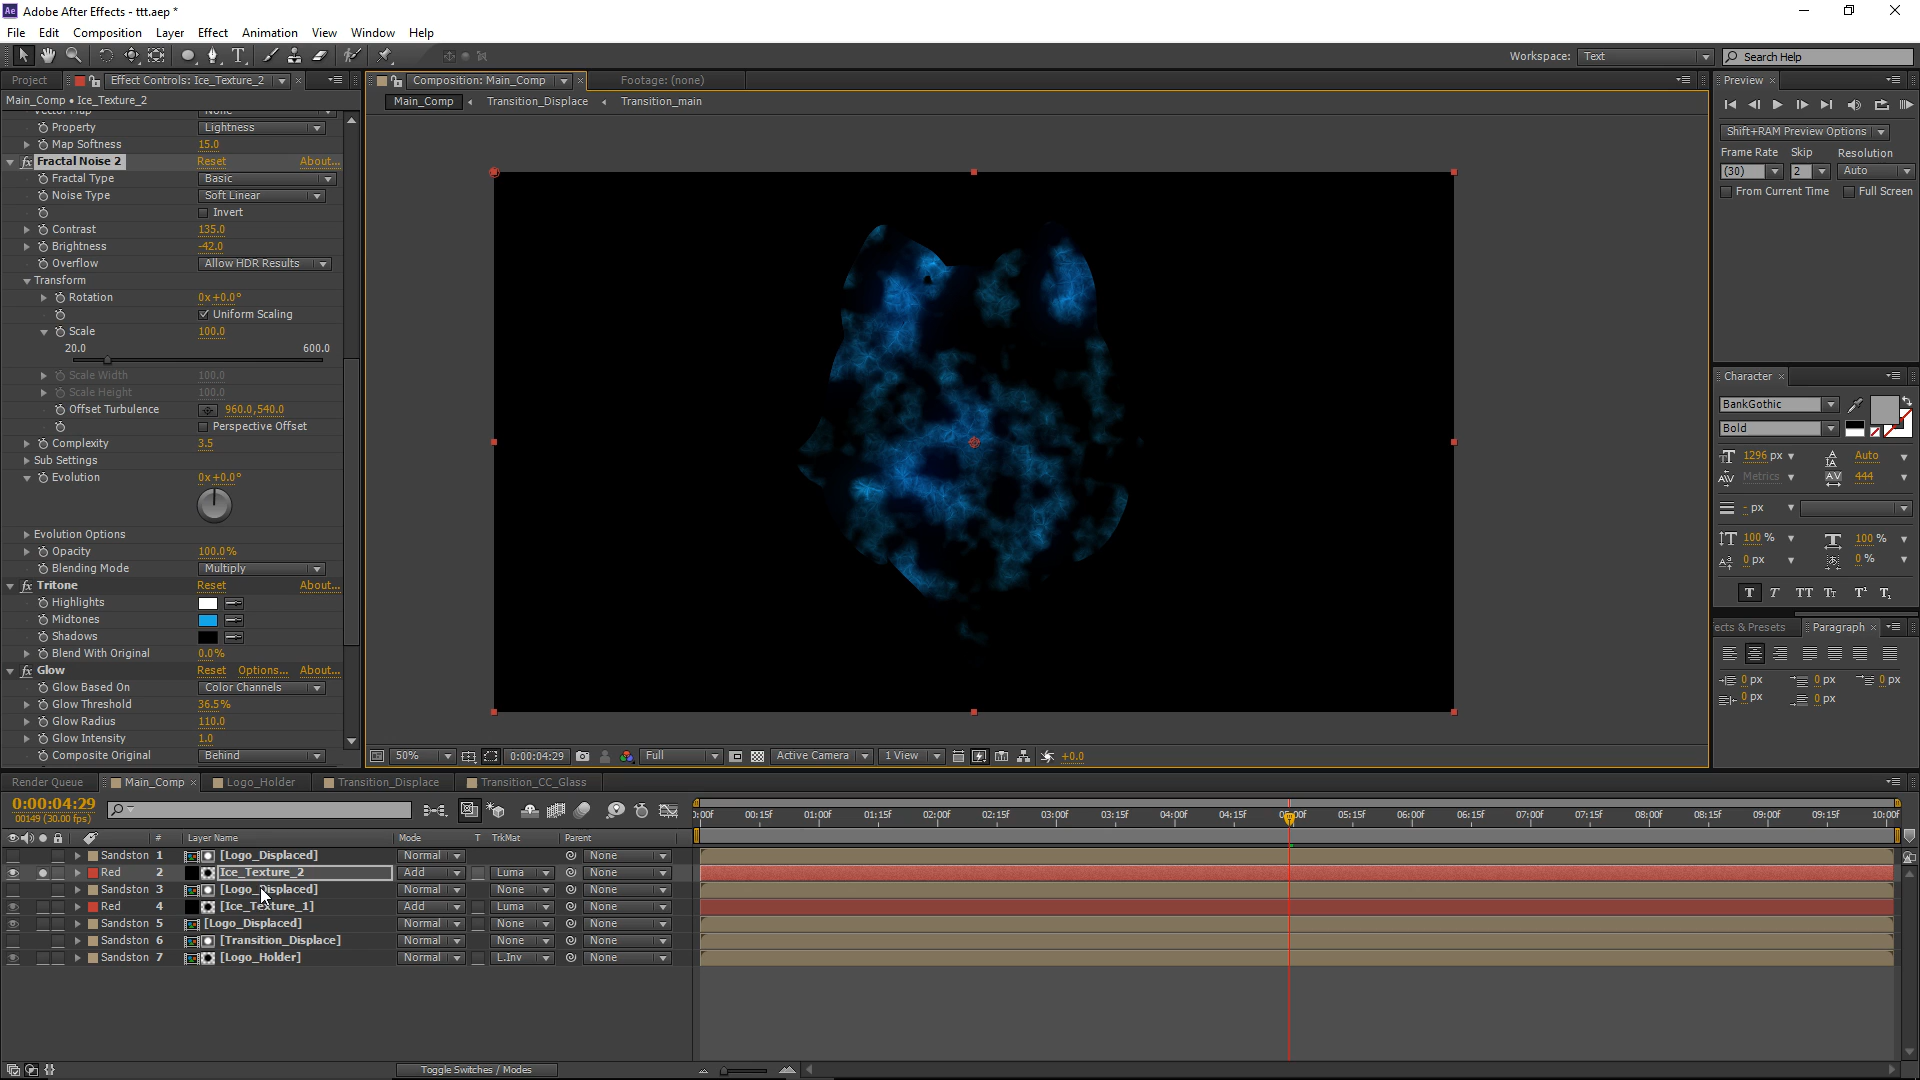 Adobe After Effects - ttt.aep *
File Edit Composition Layer Effect Animation View Window Help
Workspace: Text Search Help
Project Effect Controls: Ice_Texture_2 Composition: Main_Comp Footage: (none) Preview
Main_Comp • Ice_Texture_2 Main_Comp Transition_Displace Transition_main
Vector Map None
Property Lightness
Map Softness 15.0
Fractal Noise 2 Reset About...
Fractal Type Basic
Noise Type Soft Linear
Invert
Contrast 135.0
Brightness -42.0
Overflow Allow HDR Results
Transform
Rotation 0x+0.0°
Uniform Scaling
Scale 100.0
20.0 600.0
Scale Width 100.0
Scale Height 100.0
Offset Turbulence 960.0,540.0
Perspective Offset
Complexity 3.5
Sub Settings
Evolution 0x+0.0°
Evolution Options
Opacity 100.0%
Blending Mode Multiply
Tritone Reset About...
Highlights
Midtones
Shadows
Blend With Original 0.0%
Glow Reset Options... About...
Glow Based On Color Channels
Glow Threshold 36.5%
Glow Radius 110.0
Glow Intensity 1.0
Composite Original Behind
50% 0:00:04:29 Full Active Camera 1 View +0.0
Shift+RAM Preview Options
Frame Rate Skip Resolution
(30) 2 Auto
From Current Time Full Screen
Character
BankGothic
Bold
1296 px Auto
Metrics 444
- px
100 % 100 %
0 px 0 %
T T TT Tt T¹ T₁
ects & Presets Paragraph
0 px 0 px 0 px
0 px 0 px
Render Queue Main_Comp Logo_Holder Transition_Displace Transition_CC_Glass
0:00:04:29
00149 (30.00 fps)
00f 00:15f 01:00f 01:15f 02:00f 02:15f 03:00f 03:15f 04:00f 04:15f 05:00f 05:15f 06:00f 06:15f 07:00f 07:15f 08:00f 08:15f 09:00f 09:15f 10:00f
# Layer Name Mode T TrkMat Parent
Sandston 1 [Logo_Displaced] Normal None
Red 2 Ice_Texture_2 Add Luma None
Sandston 3 [Logo_Displaced] Normal None None
Red 4 [Ice_Texture_1] Add Luma None
Sandston 5 [Logo_Displaced] Normal None None
Sandston 6 [Transition_Displace] Normal None None
Sandston 7 [Logo_Holder] Normal L.Inv None
Toggle Switches / Modes